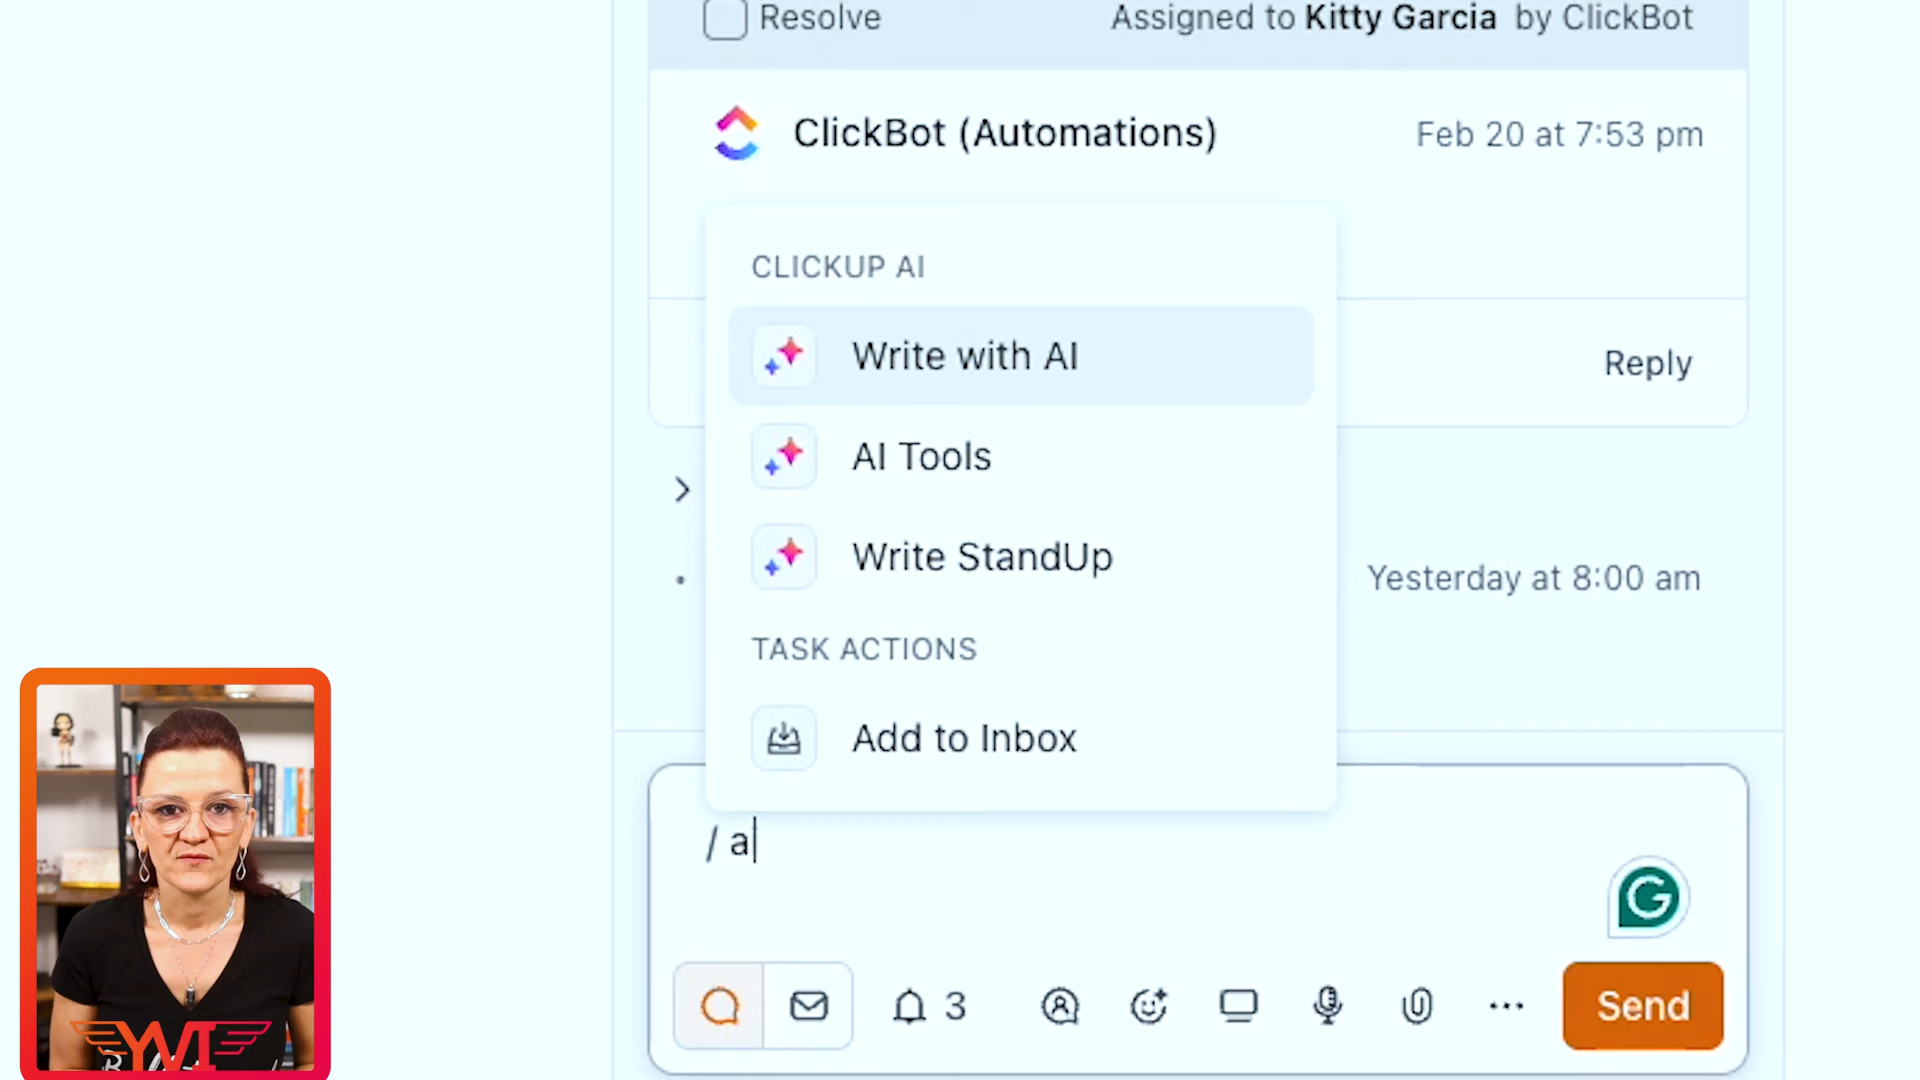 Resolve Assigned to Kitty Garcia by ClickBot
ClickBot (Automations) Feb 20 at 7:53 pm
CLICKUP AI
Write with AI
Reply
AI Tools
Write StandUp
Yesterday at 8:00 am
TASK ACTIONS
Add to Inbox
/ a
3
Send
YVI